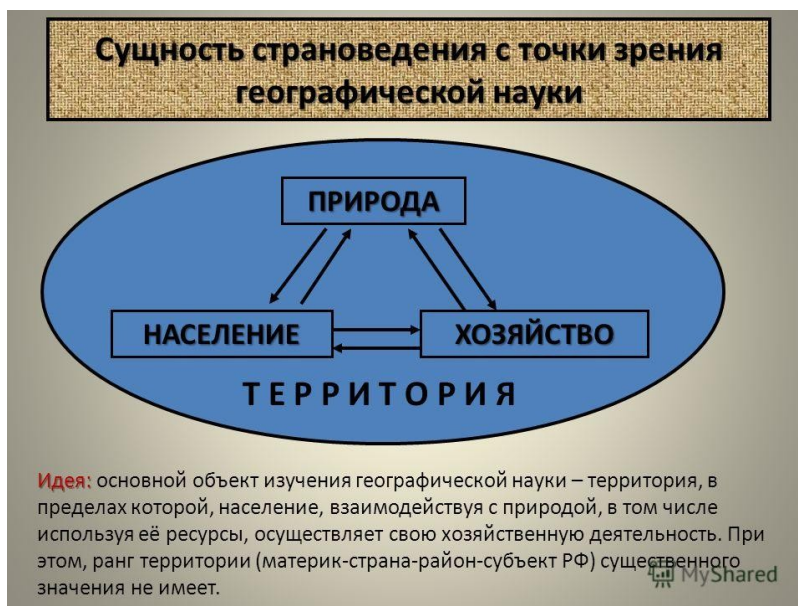 Сущность страноведения с точки зрения
географической науки
ПРИРОДА
НАСЕЛЕНИЕ
ХОЗЯЙСТВО
Т Е Р Р И Т О Р И Я
Идея: основной объект изучения географической науки – территория, в
пределах которой, население, взаимодействуя с природой, в том числе
используя её ресурсы, осуществляет свою хозяйственную деятельность. При
этом, ранг территории (материк-страна-район-субъект РФ) существенного
значения не имеет.
MyShared